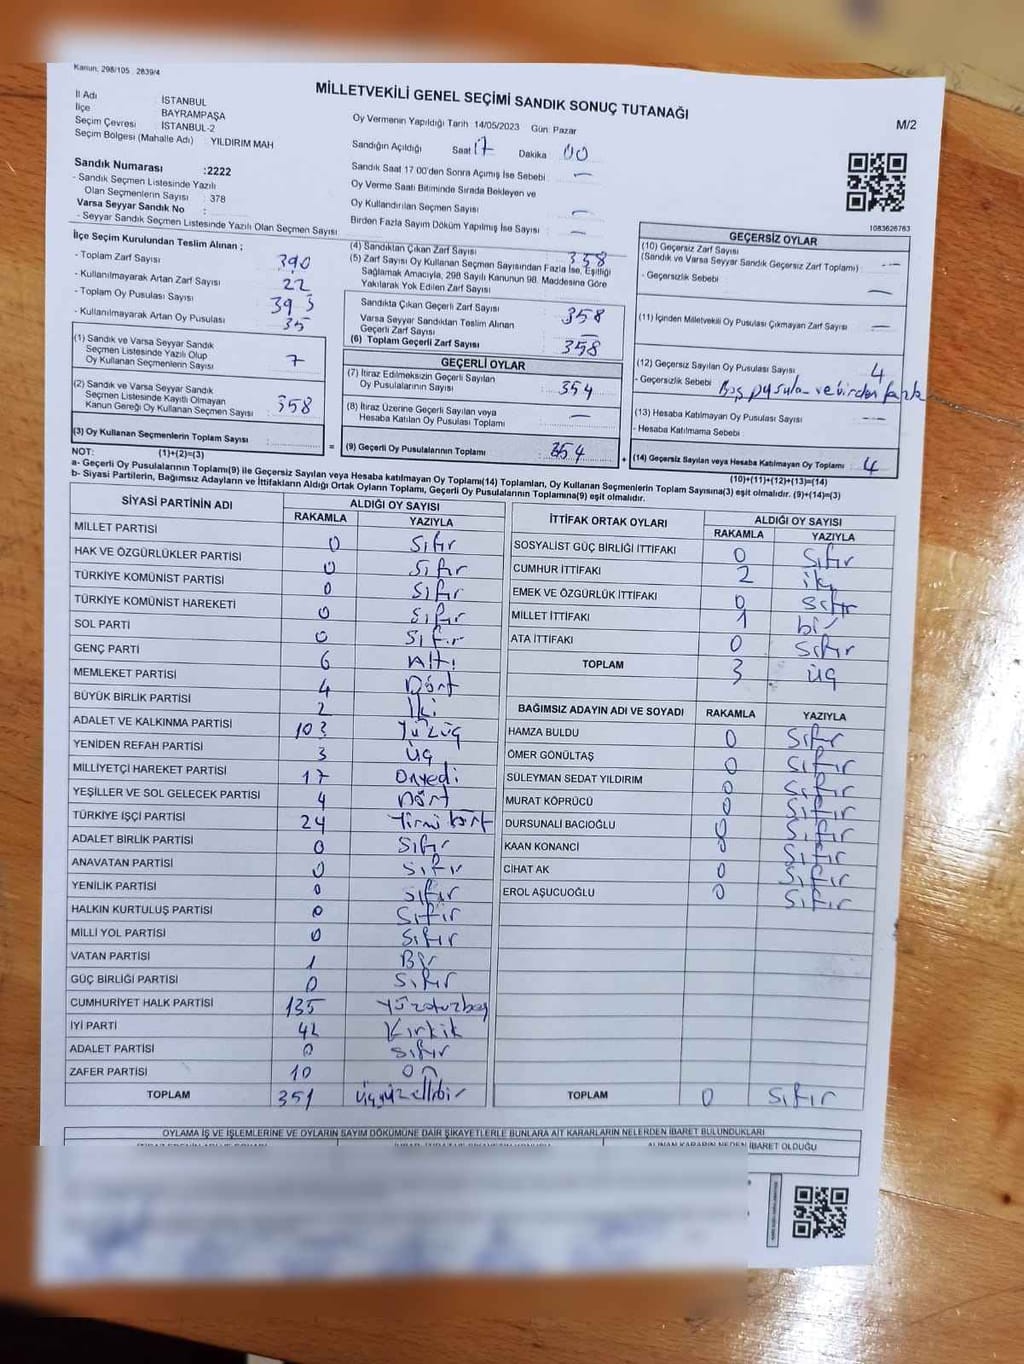 Kanun, 298/105 , 2839/4
MİLLETVEKİLİ GENEL SEÇİMİ SANDIK SONUÇ TUTANAĞI
M/2
İl Adı : İSTANBUL
İlçe : BAYRAMPAŞA
Seçim Çevresi : İSTANBUL-2
Seçim Bölgesi (Mahalle Adı) : YILDIRIM MAH
Sandık Numarası :2222
- Sandık Seçmen Listesinde Yazılı
Olan Seçmenlerin Sayısı : 378
Varsa Seyyar Sandık No :
- Seyyar Sandık Seçmen Listesinde Yazılı Olan Seçmen Sayısı :
Oy Vermenin Yapıldığı Tarih 14/05/2023 Gün: Pazar
Sandığın Açıldığı Saat 17 Dakika 00
Sandık Saat 17 00'den Sonra Açımış İse Sebebi —
Oy Verme Saati Bitiminde Sırada Bekleyen ve
Oy Kullandırılan Seçmen Sayısı —
Birden Fazla Sayım Döküm Yapılmış İse Sayısı —
1083626763
İlçe Seçim Kurulundan Teslim Alınan ;
- Toplam Zarf Sayısı 390
- Kullanılmayarak Artan Zarf Sayısı 22
- Toplam Oy Pusulası Sayısı 393
- Kullanılmayarak Artan Oy Pusulası 35
(1) Sandık ve Varsa Seyyar Sandık
Seçmen Listesinde Yazılı Olup
Oy Kullanan Seçmenlerin Sayısı 7
(2) Sandık ve Varsa Seyyar Sandık
Seçmen Listesinde Kayıtlı Olmayan
Kanun Gereği Oy Kullanan Seçmen Sayısı 358
(3) Oy Kullanan Seçmenlerin Toplam Sayısı
(1)+(2)=(3)
(4) Sandıktan Çıkan Zarf Sayısı 358
(5) Zarf Sayısı Oy Kullanan Seçmen Sayısından Fazla İse, Eşitliği
Sağlamak Amacıyla, 298 Sayılı Kanunun 98. Maddesine Göre
Yakılarak Yok Edilen Zarf Sayısı
Sandıkta Çıkan Geçerli Zarf Sayısı 358
Varsa Seyyar Sandıktan Teslim Alınan
Geçerli Zarf Sayısı —
(6) Toplam Geçerli Zarf Sayısı 358
GEÇERLİ OYLAR
(7) İtiraz Edilmeksizin Geçerli Sayılan
Oy Pusulalarının Sayısı : 354
(8) İtiraz Üzerine Geçerli Sayılan veya
Hesaba Katılan Oy Pusulası Toplamı : —
(9) Geçerli Oy Pusulalarının Toplamı : 354
GEÇERSİZ OYLAR
(10) Geçersiz Zarf Sayısı
(Sandık ve Varsa Seyyar Sandık Geçersiz Zarf Toplamı) : —
- Geçersizlik Sebebi : —
(11) İçinden Milletvekili Oy Pusulası Çıkmayan Zarf Sayısı : —
(12) Geçersiz Sayılan Oy Pusulası Sayısı : 4
- Geçersizlik Sebebi Boş pusula ve birden fazla
(13) Hesaba Katılmayan Oy Pusulası Sayısı : —
- Hesaba Katılmama Sebebi
(14) Geçersiz Sayılan veya Hesaba Katılmayan Oy Toplamı : 4
(10)+(11)+(12)+(13)=(14)
NOT:
a- Geçerli Oy Pusulalarının Toplamı(9) ile Geçersiz Sayılan veya Hesaba katılmayan Oy Toplam(14) Toplamları, Oy Kullanan Seçmenlerin Toplam Sayısına(3) eşit olmalıdır. (9)+(14)=(3)
b- Siyasi Partilerin, Bağımsız Adayların ve İttifakların Aldığı Ortak Oyların Toplamı, Geçerli Oy Pusulalarının Toplamına(9) eşit olmalıdır.
SİYASİ PARTİNİN ADI ALDIĞI OY SAYISI
RAKAMLA YAZIYLA
MİLLET PARTİSİ 0 Sıfır
HAK VE ÖZGÜRLÜKLER PARTİSİ 0 Sıfır
TÜRKİYE KOMÜNİST PARTİSİ 0 Sıfır
TÜRKİYE KOMÜNİST HAREKETİ 0 Sıfır
SOL PARTİ 0 Sıfır
GENÇ PARTİ 6 Altı
MEMLEKET PARTİSİ 4 Dört
BÜYÜK BİRLİK PARTİSİ 2 İki
ADALET VE KALKINMA PARTİSİ 103 Yüzüç
YENİDEN REFAH PARTİSİ 3 Üç
MİLLİYETÇİ HAREKET PARTİSİ 17 Onyedi
YEŞİLLER VE SOL GELECEK PARTİSİ 4 Dört
TÜRKİYE İŞÇİ PARTİSİ 24 Yirmi dört
ADALET BİRLİK PARTİSİ 0 Sıfır
ANAVATAN PARTİSİ 0 Sıfır
YENİLİK PARTİSİ 0 Sıfır
HALKIN KURTULUŞ PARTİSİ 0 Sıfır
MİLLİ YOL PARTİSİ 0 Sıfır
VATAN PARTİSİ 1 Bir
GÜÇ BİRLİĞİ PARTİSİ 0 Sıfır
CUMHURİYET HALK PARTİSİ 135 Yüzotuzbeş
İYİ PARTİ 42 Kırkik
ADALET PARTİSİ 0 Sıfır
ZAFER PARTİSİ 10 On
TOPLAM 351 Üçyüzellibir
İTTİFAK ORTAK OYLARI ALDIĞI OY SAYISI
RAKAMLA YAZIYLA
SOSYALİST GÜÇ BİRLİĞİ İTTİFAKI 0 Sıfır
CUMHUR İTTİFAKI 2 iki
EMEK VE ÖZGÜRLÜK İTTİFAKI 0 Sıfır
MİLLET İTTİFAKI 1 bir
ATA İTTİFAKI 0 Sıfır
TOPLAM 3 üç
BAĞIMSIZ ADAYIN ADI VE SOYADI RAKAMLA YAZIYLA
HAMZA BULDU 0 Sıfır
ÖMER GÖNÜLTAŞ 0 Sıfır
SÜLEYMAN SEDAT YILDIRIM 0 Sıfır
MURAT KÖPRÜCÜ 0 Sıfır
DURSUNALİ BACIOĞLU 0 Sıfır
KAAN KONANCİ 0 Sıfır
CİHAT AK 0 Sıfır
EROL AŞUCUOĞLU 0 Sıfır
TOPLAM 0 Sıfır
OYLAMA İŞ VE İŞLEMLERİNE VE OYLARIN SAYIM DÖKÜMÜNE DAİR ŞİKAYETLERLE BUNLARA AİT KARARLARIN NELERDEN İBARET BULUNDUKLARI
ALINAN KARARIN NEDEN İBARET OLDUĞU